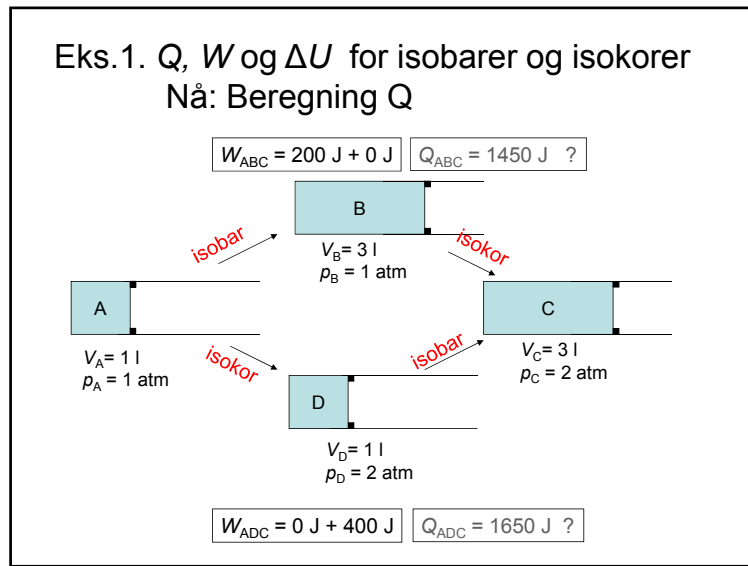 Eks.1. Q, W og ΔU for isobarer og isokorer
Nå: Beregning Q
W_ABC = 200 J + 0 J
Q_ABC = 1450 J ?
B
isobar
V_B= 3 l
p_B = 1 atm
isokor
A
V_A= 1 l
p_A = 1 atm
isokor
isobar
C
V_C= 3 l
p_C = 2 atm
D
V_D= 1 l
p_D = 2 atm
W_ADC = 0 J + 400 J
Q_ADC = 1650 J ?